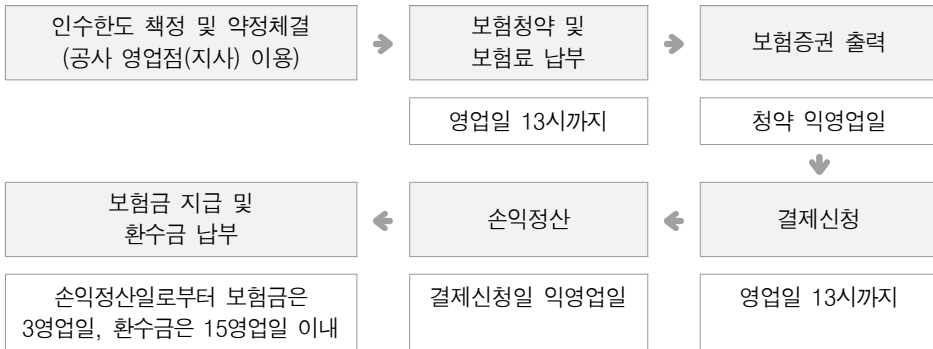 인수한도 책정 및 약정체결
(공사 영업점(지사) 이용)
보험청약 및
보험료 납부
보험증권 출력
영업일 13시까지
청약 익영업일
보험금 지급 및
환수금 납부
손익정산
결제신청
손익정산일로부터 보험금은
3영업일, 환수금은 15영업일 이내
결제신청일 익영업일
영업일 13시까지